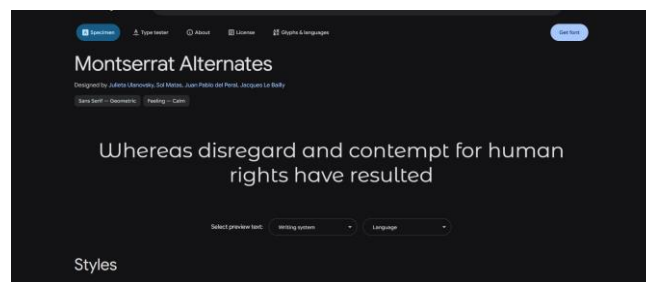 Specimen
Type tester
About
License
Glyphs & languages
Get font
Montserrat Alternates
Designed by Julieta Ulanovsky, Sol Matas, Juan Pablo del Peral, Jacques Le Bailly
Sans Serif – Geometric
Feeling – Calm
Whereas disregard and contempt for human
rights have resulted
Select preview text:
Writing system
Language
Styles